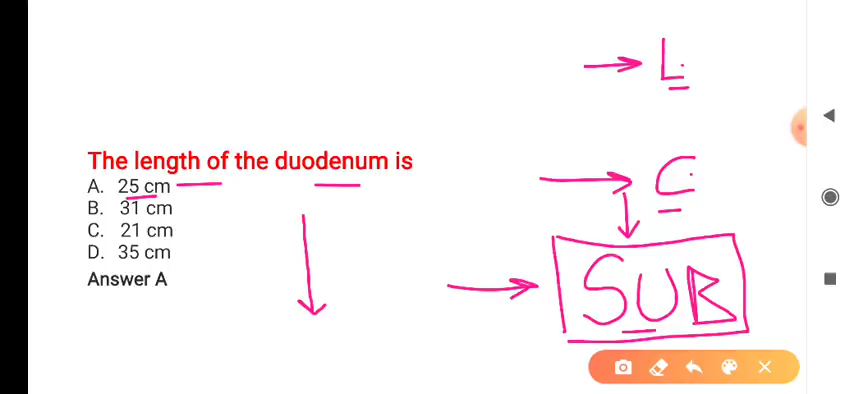 L
The length of the duodenum is
A. 25 cm
B. 31 cm
C. 21 cm
D. 35 cm
Answer A
C
SUB